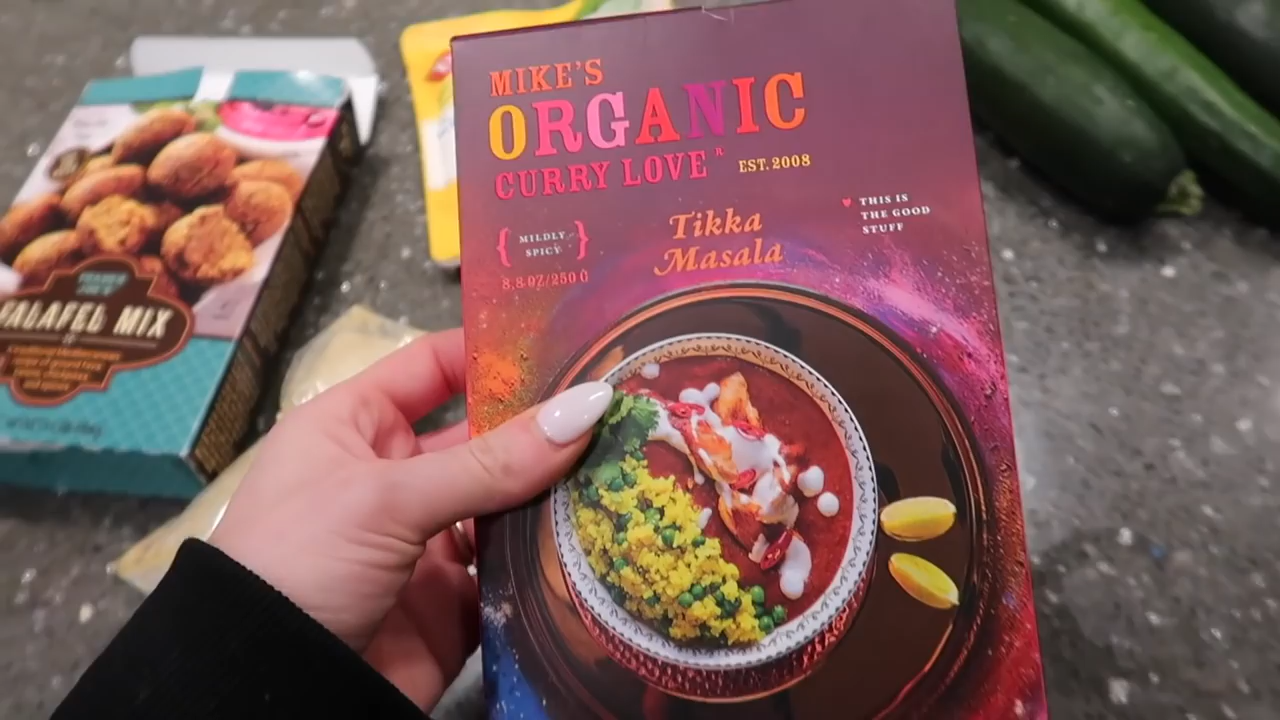 MIKE'S
ORGANIC
CURRY LOVE R
EST. 2008
{ MILDLY
SPICY }
8.8 OZ/250
Tikka
Masala
♥ THIS IS
THE GOOD
STUFF
FALAFEL MIX